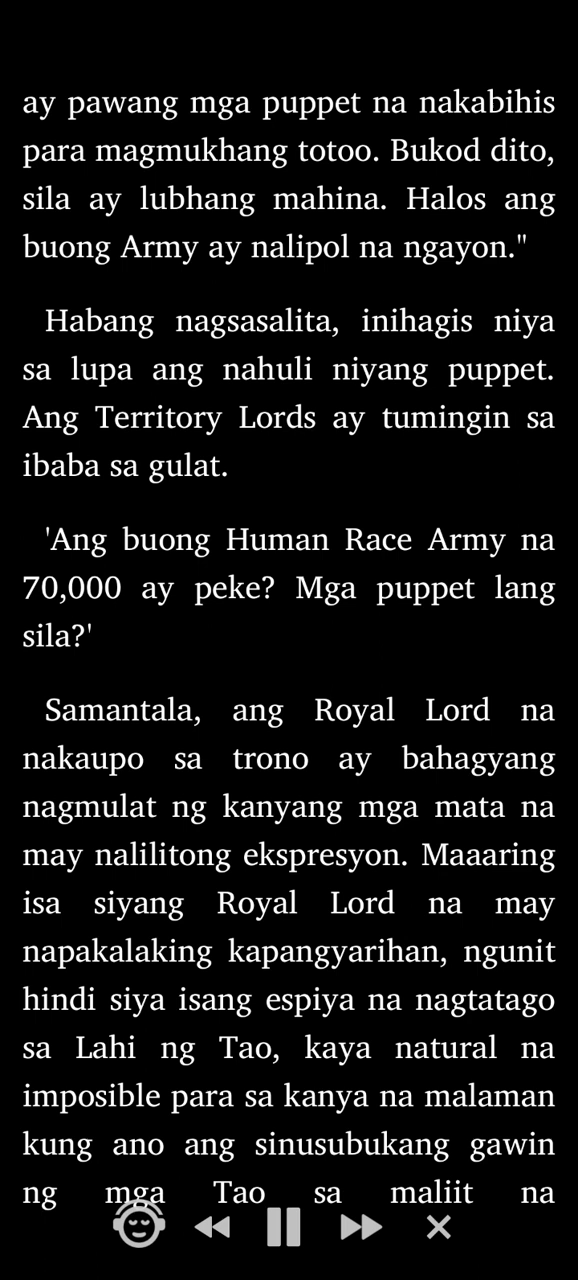 ay pawang mga puppet na nakabihis
para magmukhang totoo. Bukod dito,
sila ay lubhang mahina. Halos ang
buong Army ay nalipol na ngayon."
Habang nagsasalita, inihagis niya
sa lupa ang nahuli niyang puppet.
Ang Territory Lords ay tumingin sa
ibaba sa gulat.
'Ang buong Human Race Army na
70,000 ay peke? Mga puppet lang
sila?'
Samantala, ang Royal Lord na
nakaupo sa trono ay bahagyang
nagmulat ng kanyang mga mata na
may nalilitong ekspresyon. Maaaring
isa siyang Royal Lord na may
napakalaking kapangyarihan, ngunit
hindi siya isang espiya na nagtatago
sa Lahi ng Tao, kaya natural na
imposible para sa kanya na malaman
kung ano ang sinusubukang gawin
ng mga Tao sa maliit na